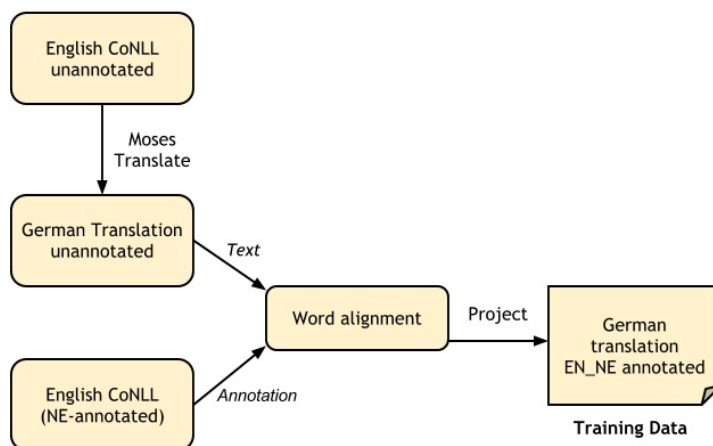 English CoNLL
unannotated
Moses
Translate
German Translation
unannotated
Text
Word alignment
Project
German
translation
EN_NE annotated
English CoNLL
(NE-annotated)
Annotation
Training Data